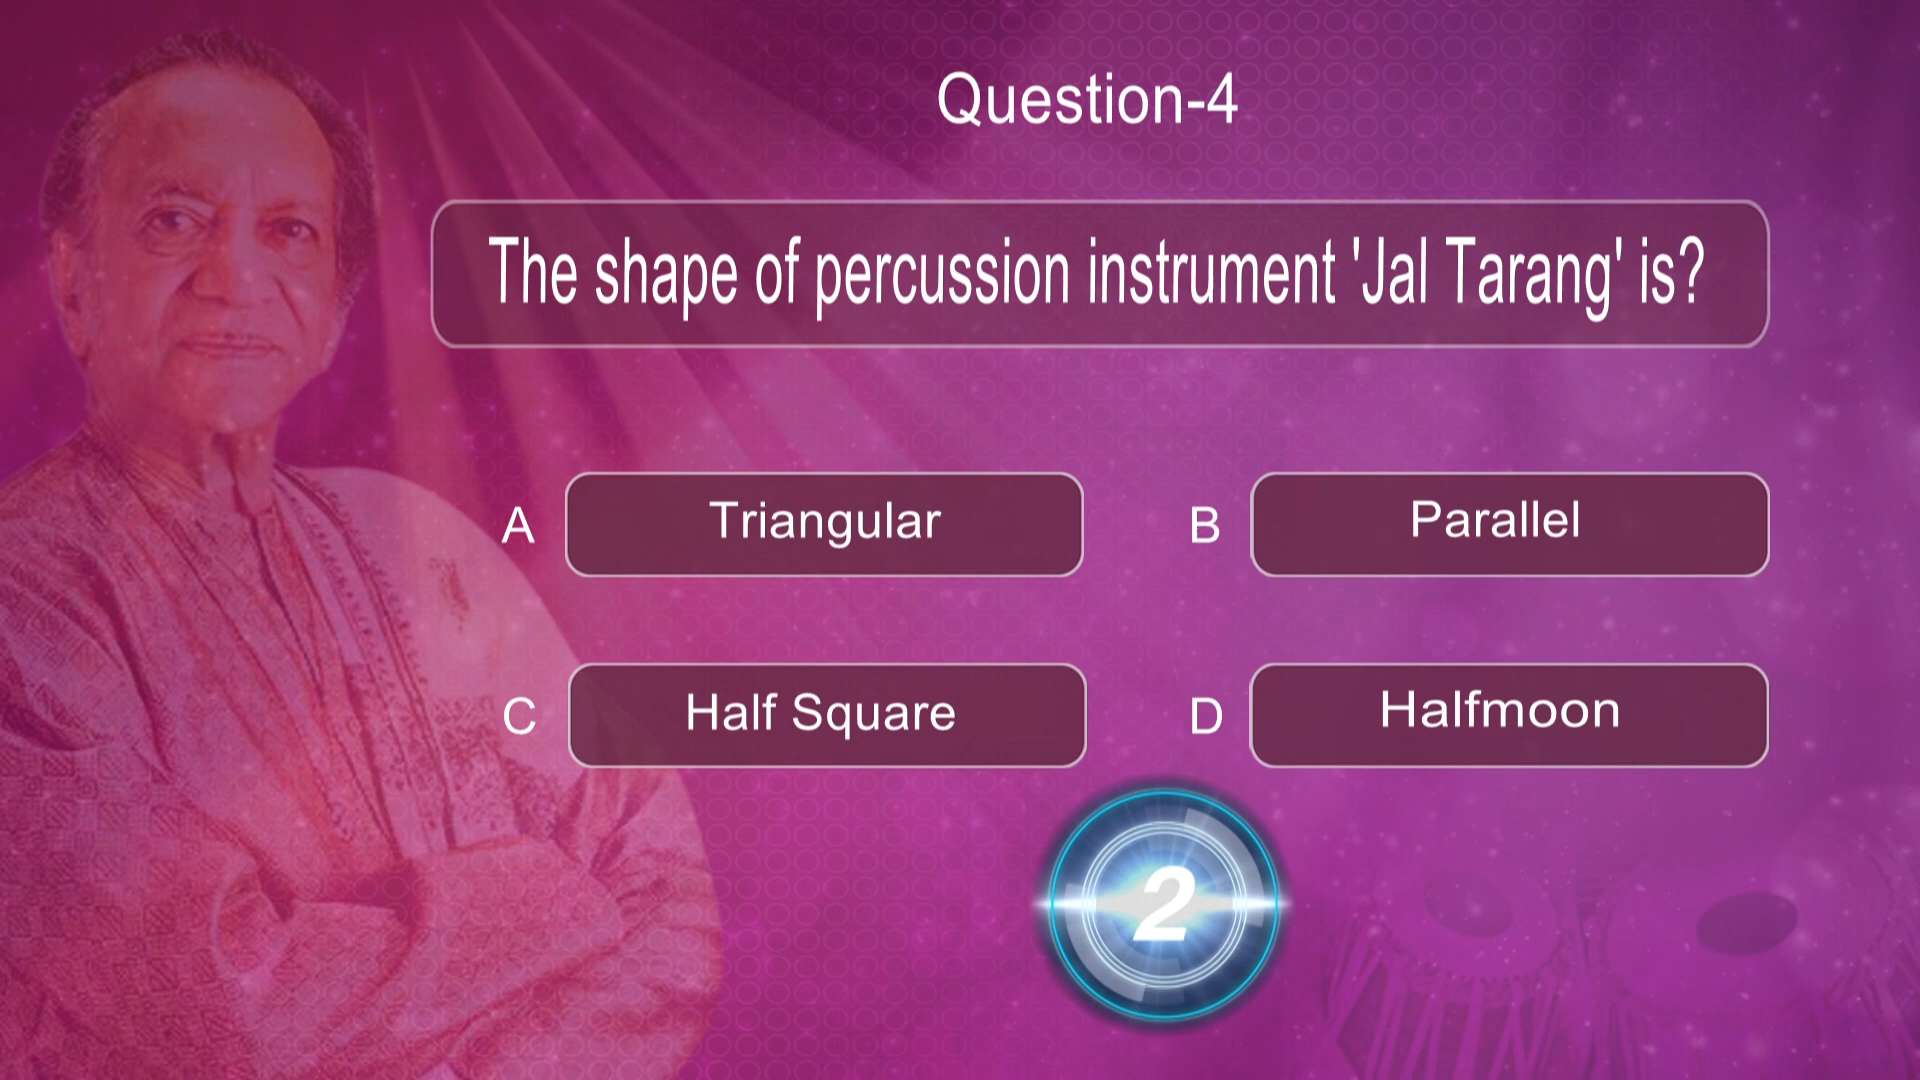 Question-4
The shape of percussion instrument 'Jal Tarang' is?
A Triangular
B Parallel
C Half Square
D Halfmoon
2